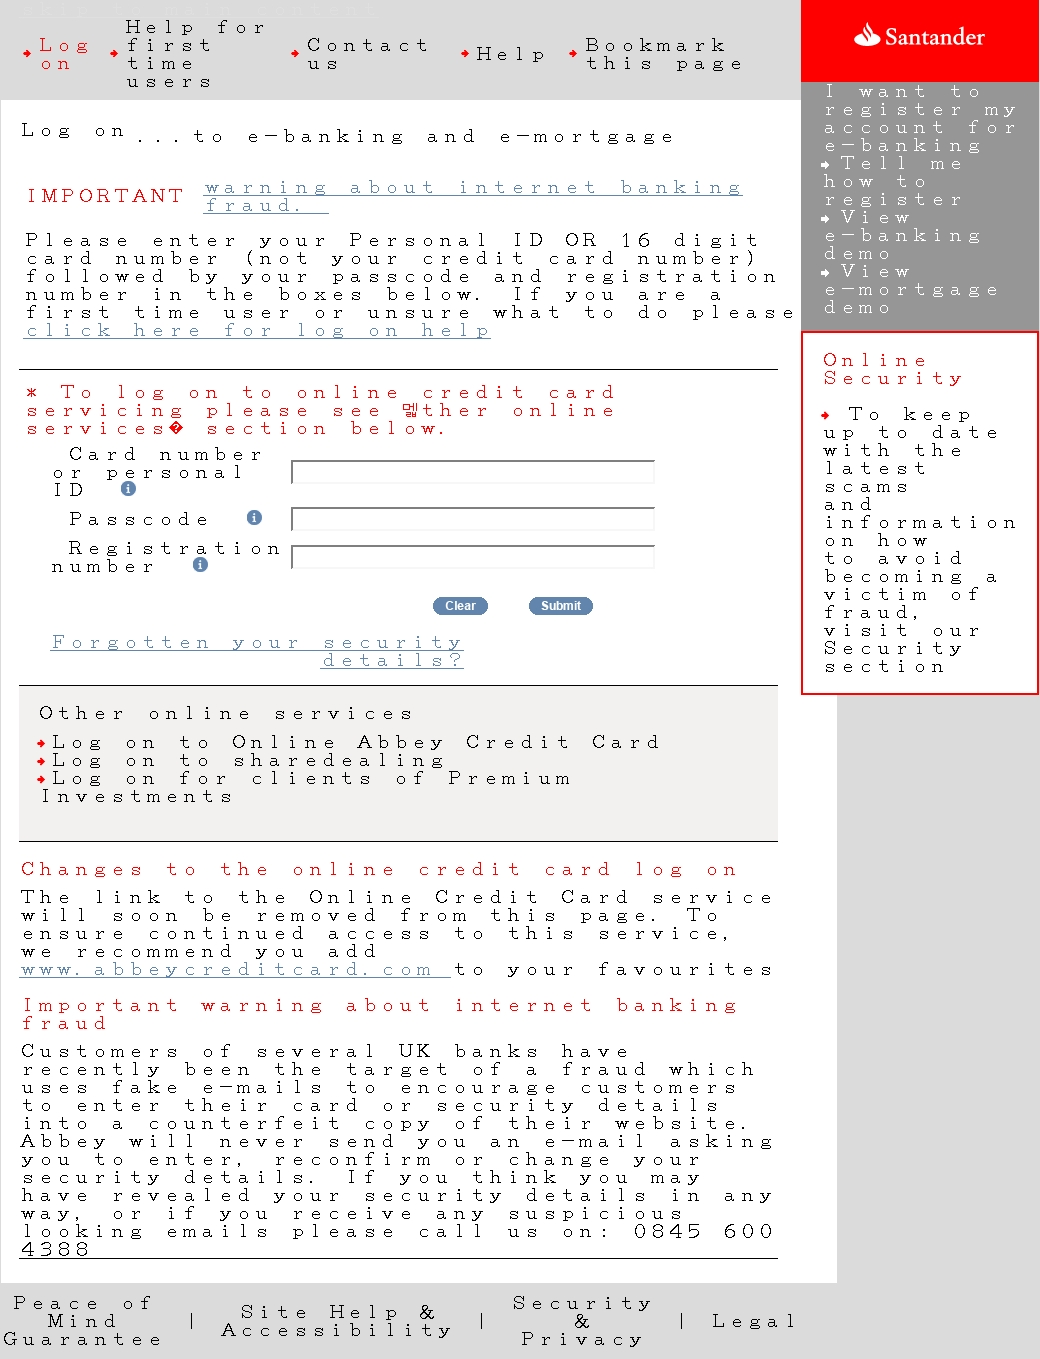 Log on
Help for first time users
Contact us
Help
Bookmark this page
Santander
I want to
register my
account for
e-banking
Tell me
how to
register
View
e-banking
demo
View
e-mortgage
demo
Log on ...to e-banking and e-mortgage
IMPORTANT warning about internet banking
fraud.
Please enter your Personal ID OR 16 digit
card number (not your credit card number)
followed by your passcode and registration
number in the boxes below. If you are a
first time user or unsure what to do please
click here for log on help
* To log on to online credit card
servicing please see 멻ther online
services� section below.
Card number
or personal
ID
Passcode
Registration
number
Clear Submit
Forgotten your security
details?
Online
Security
To keep
up to date
with the
latest
scams
and
information
on how
to avoid
becoming a
victim of
fraud,
visit our
Security
section
Other online services
Log on to Online Abbey Credit Card
Log on to sharedealing
Log on for clients of Premium
Investments
Changes to the online credit card log on
The link to the Online Credit Card service
will soon be removed from this page. To
ensure continued access to this service,
we recommend you add
www.abbeycreditcard.com to your favourites
Important warning about internet banking
fraud
Customers of several UK banks have
recently been the target of a fraud which
uses fake e-mails to encourage customers
to enter their card or security details
into a counterfeit copy of their website.
Abbey will never send you an e-mail asking
you to enter, reconfirm or change your
security details. If you think you may
have revealed your security details in any
way, or if you receive any suspicious
looking emails please call us on: 0845 600
4388
Peace of
Mind
Guarantee
|
Site Help &
Accessibility
|
Security
&
Privacy
|
Legal